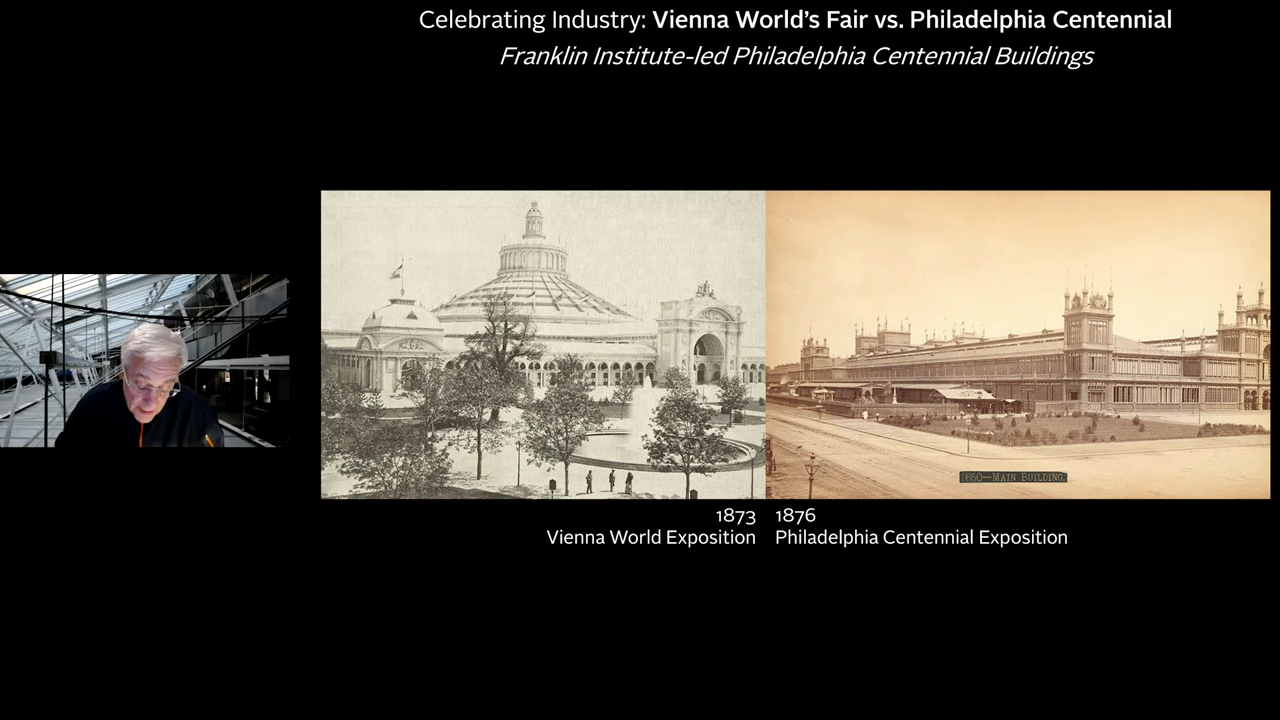 Celebrating Industry: Vienna World's Fair vs. Philadelphia Centennial
Franklin Institute-led Philadelphia Centennial Buildings
1650—MAIN BUILDING.
1873
Vienna World Exposition
1876
Philadelphia Centennial Exposition